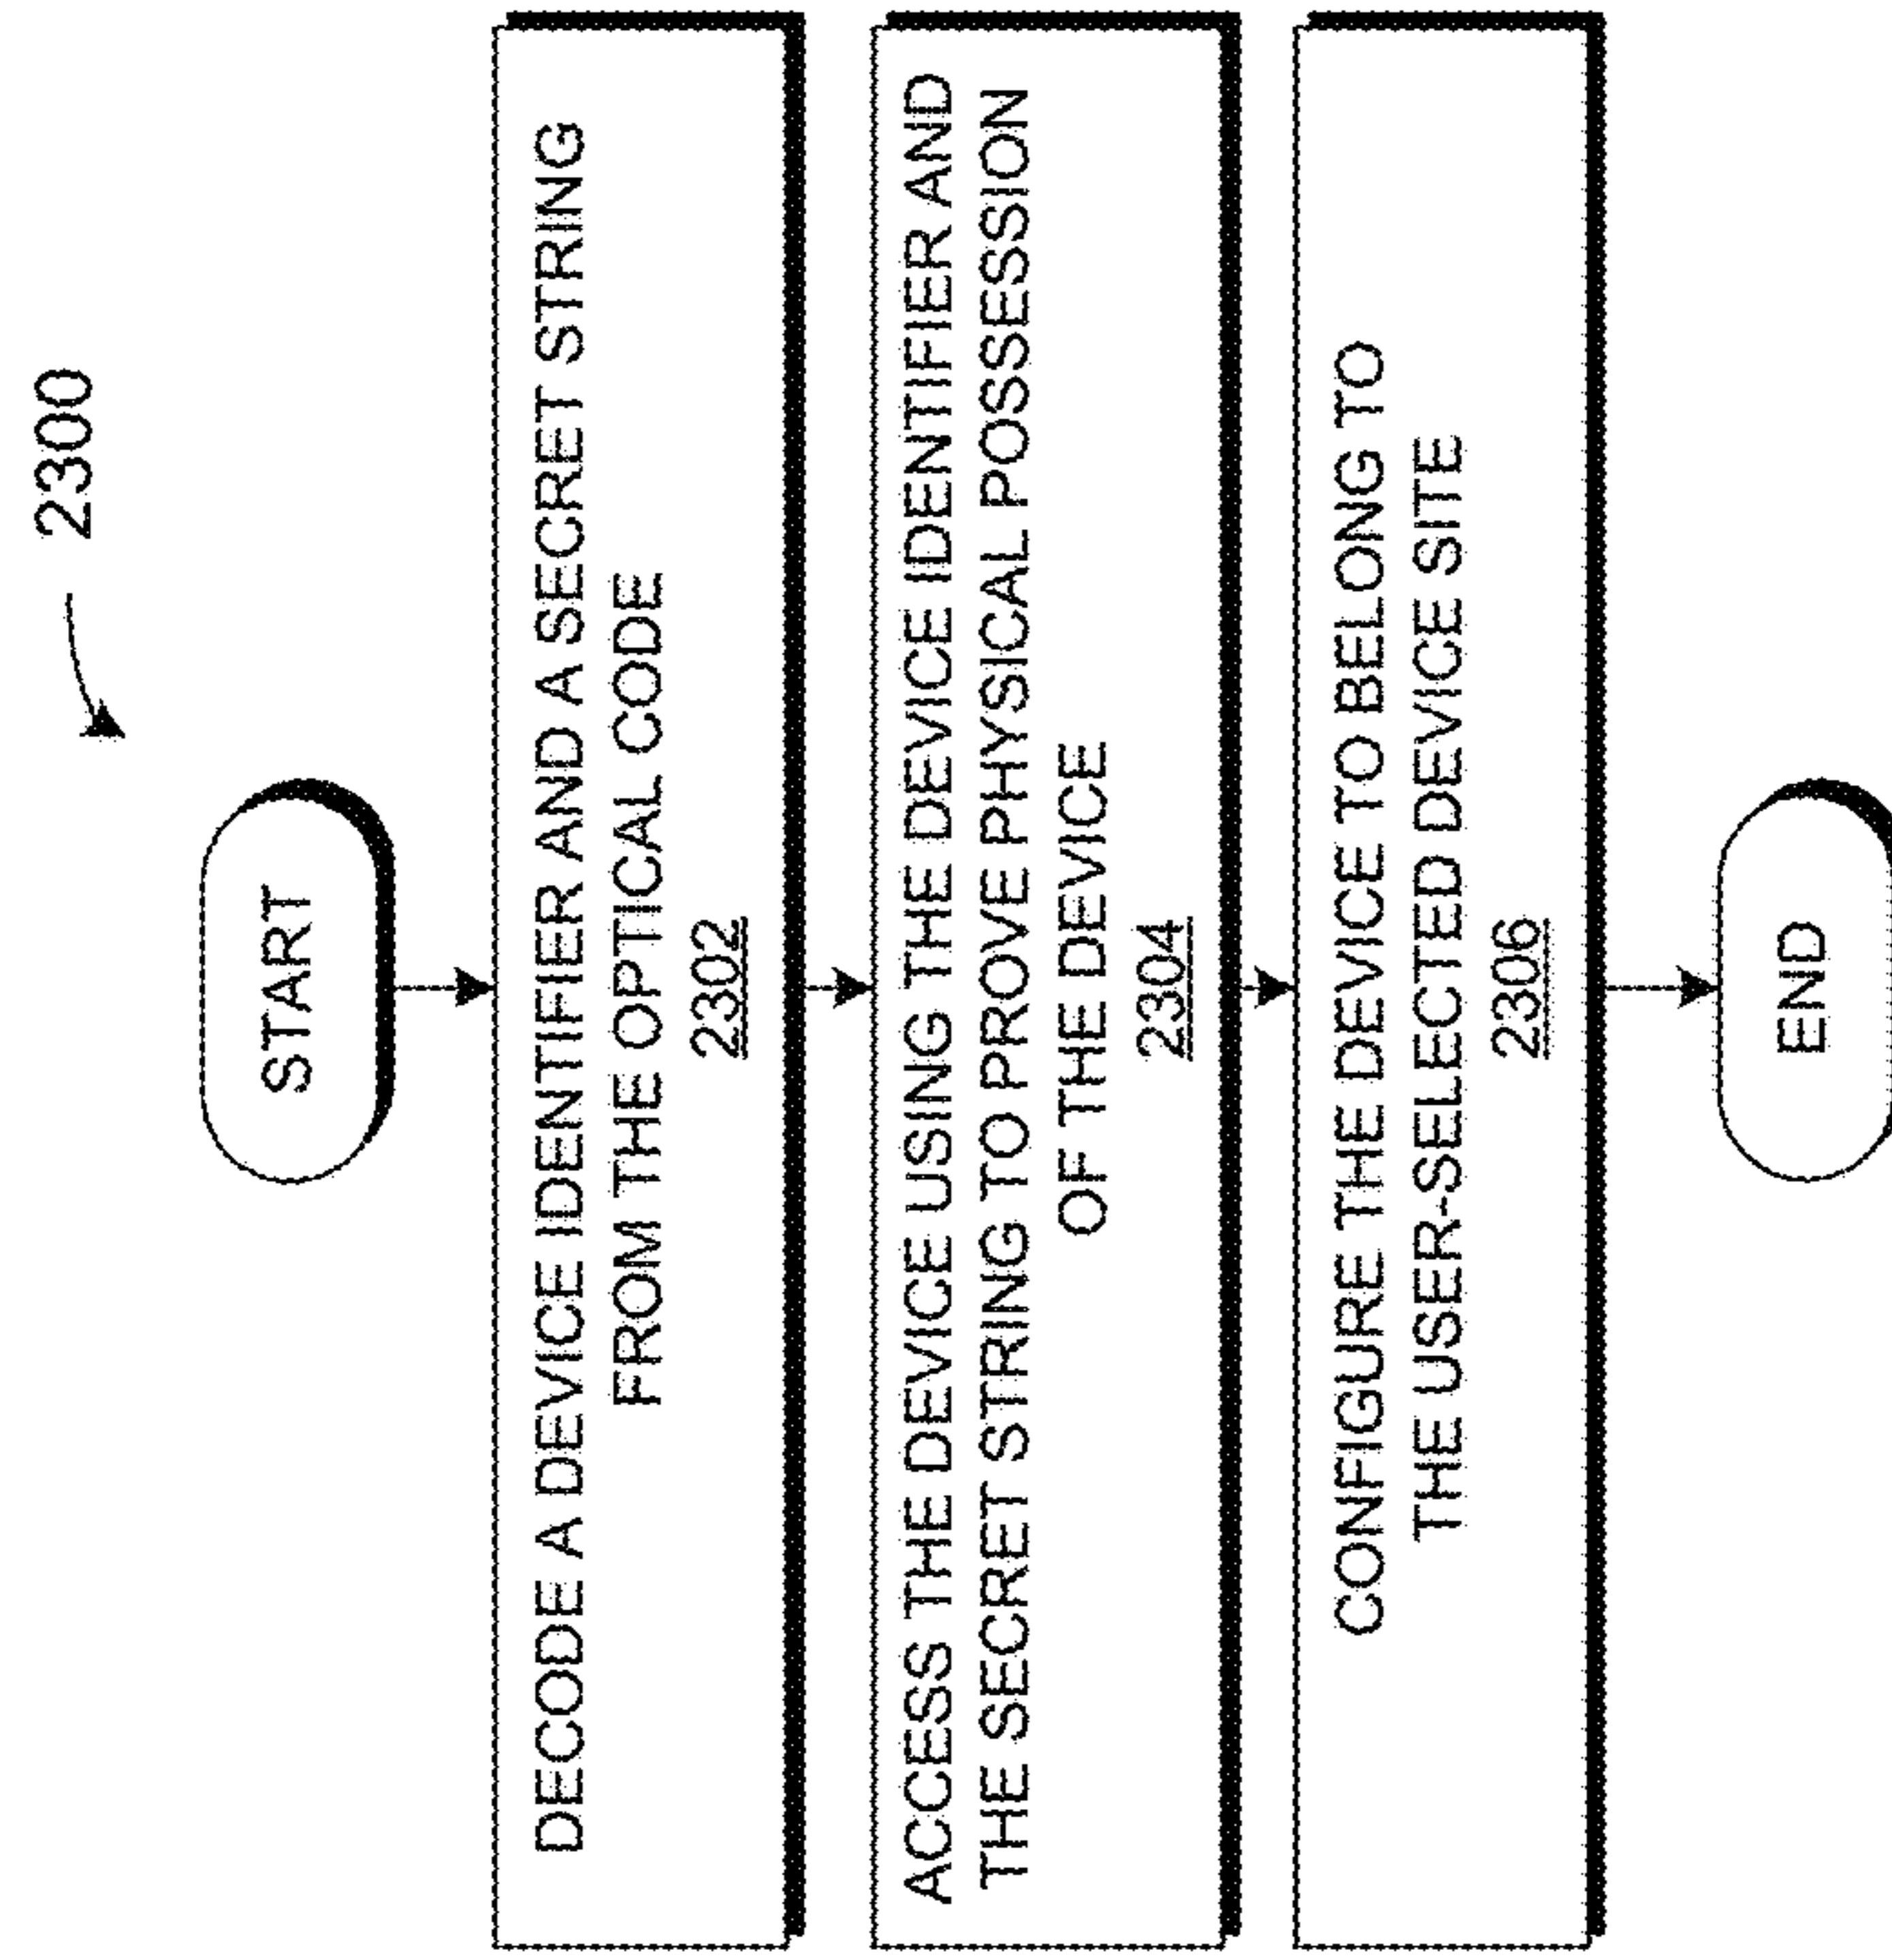 2300
START
DECODE A DEVICE IDENTIFIER AND A SECRET STRING
FROM THE OPTICAL CODE
2302
ACCESS THE DEVICE USING THE DEVICE IDENTIFIER AND
THE SECRET STRING TO PROVE PHYSICAL POSSESSION
OF THE DEVICE
2304
CONFIGURE THE DEVICE TO BELONG TO
THE USER-SELECTED DEVICE SITE
2306
END